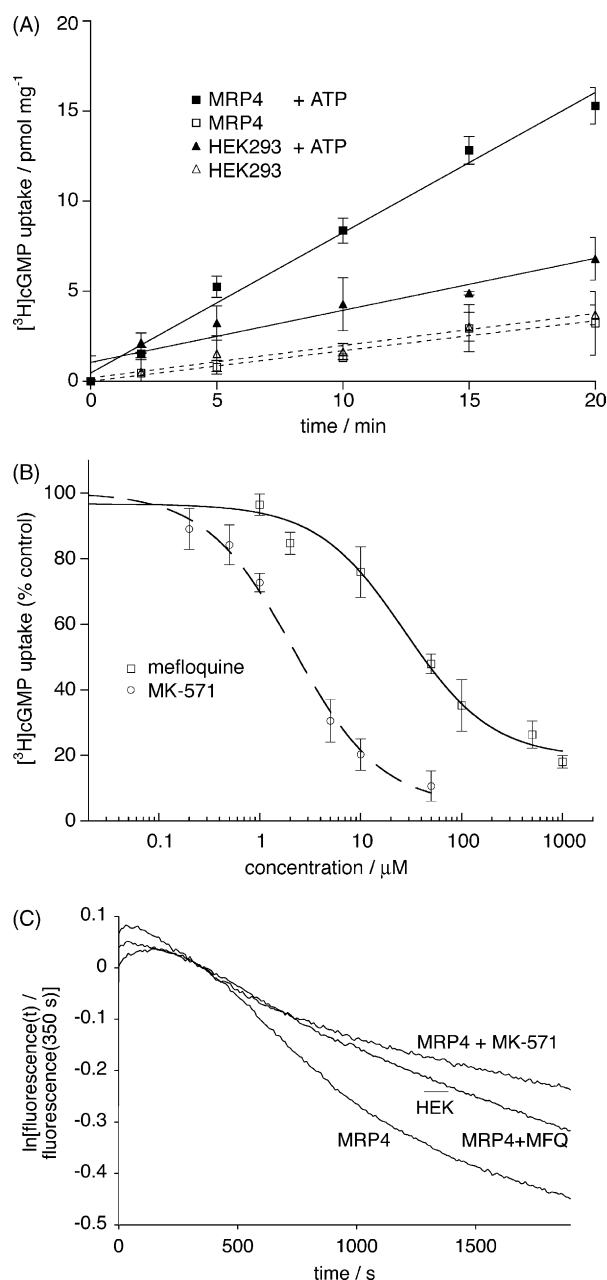 (A)
20
15
10
5
0
[³H]cGMP uptake / pmol mg⁻¹
■ MRP4 + ATP
□ MRP4
▲ HEK293 + ATP
△ HEK293
0 5 10 15 20
time / min
(B)
100
80
60
40
20
0
[³H]cGMP uptake (% control)
□ mefloquine
○ MK-571
0.1 1 10 100 1000
concentration / μM
(C)
0.1
0
-0.1
-0.2
-0.3
-0.4
-0.5
ln[fluorescence(t) /
fluorescence(350 s)]
MRP4 + MK-571
HEK
MRP4 MRP4+MFQ
0 500 1000 1500
time / s